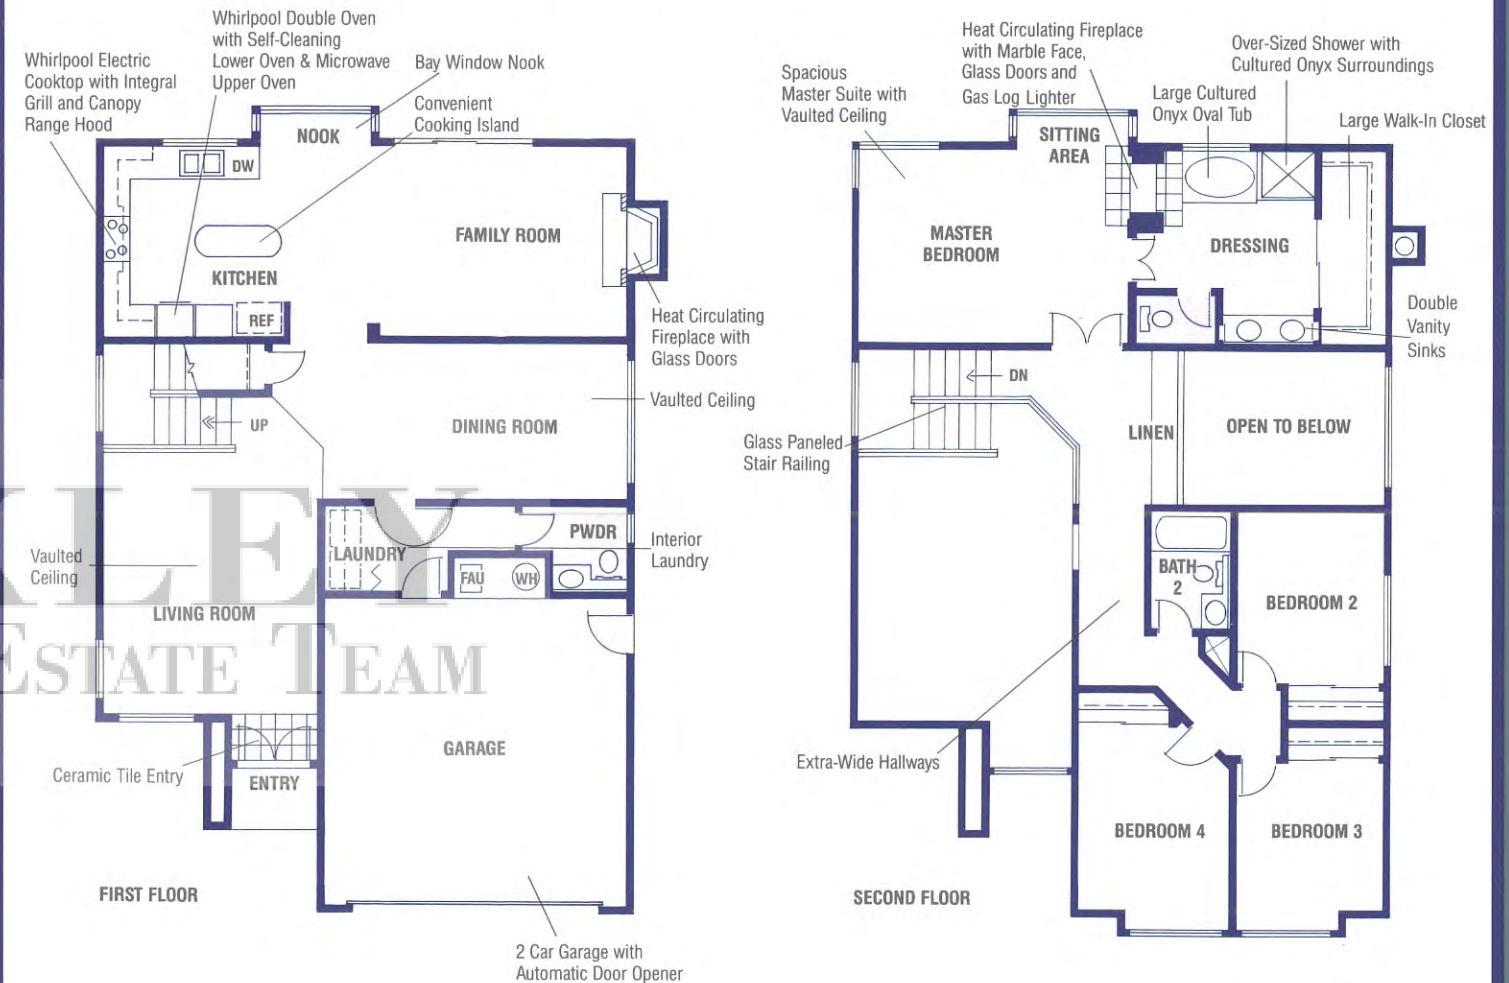 Whirlpool Double Oven
with Self-Cleaning
Lower Oven & Microwave
Upper Oven
Whirlpool Electric
Cooktop with Integral
Grill and Canopy
Range Hood
Bay Window Nook
Convenient
Cooking Island
NOOK
DW
FAMILY ROOM
KITCHEN
REF
Heat Circulating
Fireplace with
Glass Doors
Vaulted Ceiling
UP
DINING ROOM
LAUNDRY
PWDR
Interior
Laundry
FAU
WH
Vaulted
Ceiling
LIVING ROOM
GARAGE
Ceramic Tile Entry
ENTRY
FIRST FLOOR
2 Car Garage with
Automatic Door Opener
Heat Circulating Fireplace
with Marble Face,
Glass Doors and
Gas Log Lighter
Over-Sized Shower with
Cultured Onyx Surroundings
Spacious
Master Suite with
Vaulted Ceiling
Large Cultured
Onyx Oval Tub
Large Walk-In Closet
SITTING
AREA
MASTER
BEDROOM
DRESSING
Double
Vanity
Sinks
DN
Glass Paneled
Stair Railing
LINEN
OPEN TO BELOW
BATH
2
BEDROOM 2
Extra-Wide Hallways
BEDROOM 4
BEDROOM 3
SECOND FLOOR
XLEY
ESTATE TEAM